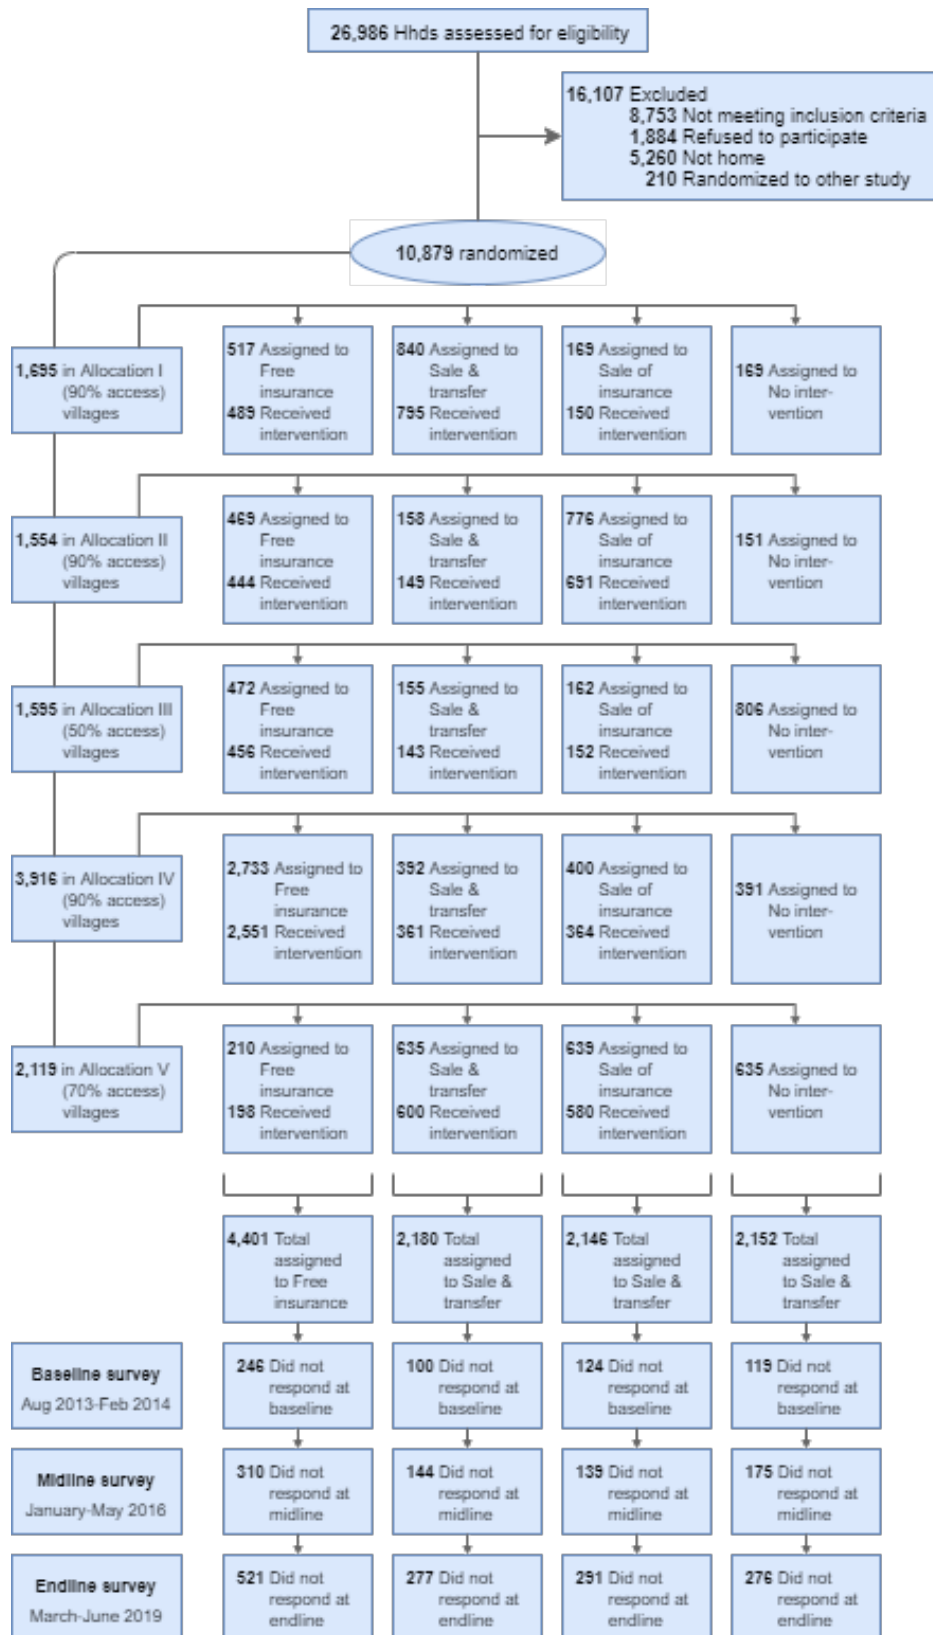 26,986 Hhds assessed for eligibility
16,107 Excluded
8,753 Not meeting inclusion criteria
1,884 Refused to participate
5,260 Not home
210 Randomized to other study
10,879 randomized
1,695 in Allocation I
(90% access)
villages
517 Assigned to
Free
insurance
489 Received
intervention
840 Assigned to
Sale &
transfer
795 Received
intervention
169 Assigned to
Sale of
insurance
150 Received
intervention
169 Assigned to
No inter-
vention
1,554 in Allocation II
(90% access)
villages
469 Assigned to
Free
insurance
444 Received
intervention
158 Assigned to
Sale &
transfer
149 Received
intervention
776 Assigned to
Sale of
insurance
691 Received
intervention
151 Assigned to
No inter-
vention
1,595 in Allocation III
(50% access)
villages
472 Assigned to
Free
insurance
456 Received
intervention
155 Assigned to
Sale &
transfer
143 Received
intervention
162 Assigned to
Sale of
insurance
152 Received
intervention
806 Assigned to
No inter-
vention
3,916 in Allocation IV
(90% access)
villages
2,733 Assigned to
Free
insurance
2,551 Received
intervention
392 Assigned to
Sale &
transfer
361 Received
intervention
400 Assigned to
Sale of
insurance
364 Received
intervention
391 Assigned to
No inter-
vention
2,119 in Allocation V
(70% access)
villages
210 Assigned to
Free
insurance
198 Received
intervention
635 Assigned to
Sale &
transfer
600 Received
intervention
639 Assigned to
Sale of
insurance
580 Received
intervention
635 Assigned to
No inter-
vention
4,401 Total
assigned
to Free
insurance
2,180 Total
assigned
to Sale &
transfer
2,146 Total
assigned
to Sale &
transfer
2,152 Total
assigned
to Sale &
transfer
Baseline survey
Aug 2013-Feb 2014
246 Did not
respond at
baseline
100 Did not
respond at
baseline
124 Did not
respond at
baseline
119 Did not
respond at
baseline
Midline survey
January-May 2016
310 Did not
respond at
midline
144 Did not
respond at
midline
139 Did not
respond at
midline
175 Did not
respond at
midline
Endline survey
March-June 2019
521 Did not
respond at
endline
277 Did not
respond at
endline
291 Did not
respond at
endline
276 Did not
respond at
endline